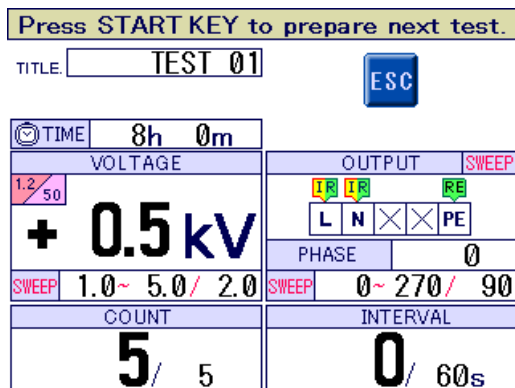 Press START KEY to prepare next test.
TITLE. TEST 01
ESC
TIME 8h 0m
VOLTAGE
1.2/50
+ 0.5 kV
SWEEP 1.0~ 5.0/ 2.0
OUTPUT SWEEP
IR IR RE
L N PE
PHASE 0
SWEEP 0~ 270/ 90
COUNT
5/ 5
INTERVAL
0/ 60s